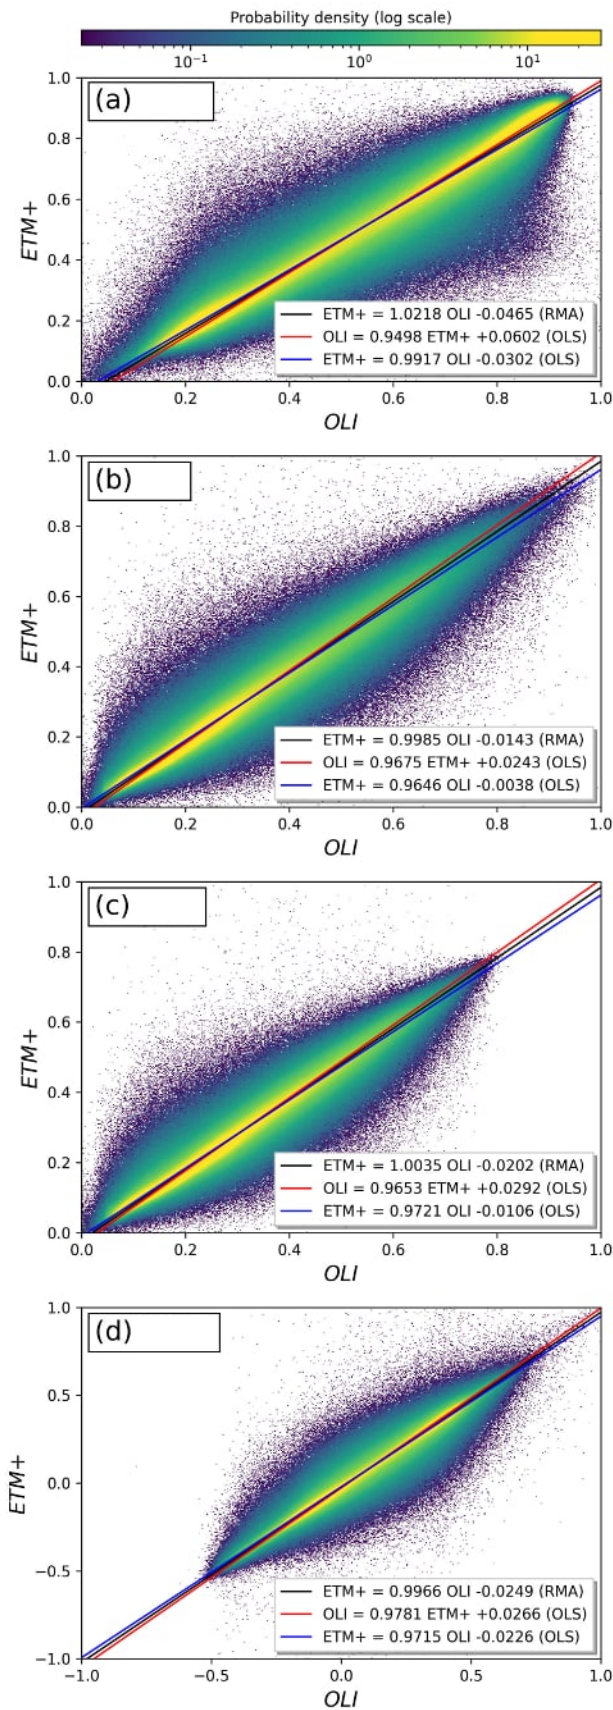 Probability density (log scale)
10⁻¹ 10⁰ 10¹
(a)
1.0
0.8
0.6
0.4
0.2
0.0
ETM+
ETM+ = 1.0218 OLI -0.0465 (RMA)
OLI = 0.9498 ETM+ +0.0602 (OLS)
ETM+ = 0.9917 OLI -0.0302 (OLS)
0.0 0.2 0.4 0.6 0.8 1.0
OLI
(b)
1.0
0.8
0.6
0.4
0.2
0.0
ETM+
ETM+ = 0.9985 OLI -0.0143 (RMA)
OLI = 0.9675 ETM+ +0.0243 (OLS)
ETM+ = 0.9646 OLI -0.0038 (OLS)
0.0 0.2 0.4 0.6 0.8 1.0
OLI
(c)
1.0
0.8
0.6
0.4
0.2
0.0
ETM+
ETM+ = 1.0035 OLI -0.0202 (RMA)
OLI = 0.9653 ETM+ +0.0292 (OLS)
ETM+ = 0.9721 OLI -0.0106 (OLS)
0.0 0.2 0.4 0.6 0.8 1.0
OLI
(d)
1.0
0.5
0.0
−0.5
−1.0
ETM+
ETM+ = 0.9966 OLI -0.0249 (RMA)
OLI = 0.9781 ETM+ +0.0266 (OLS)
ETM+ = 0.9715 OLI -0.0226 (OLS)
−1.0 −0.5 0.0 0.5 1.0
OLI